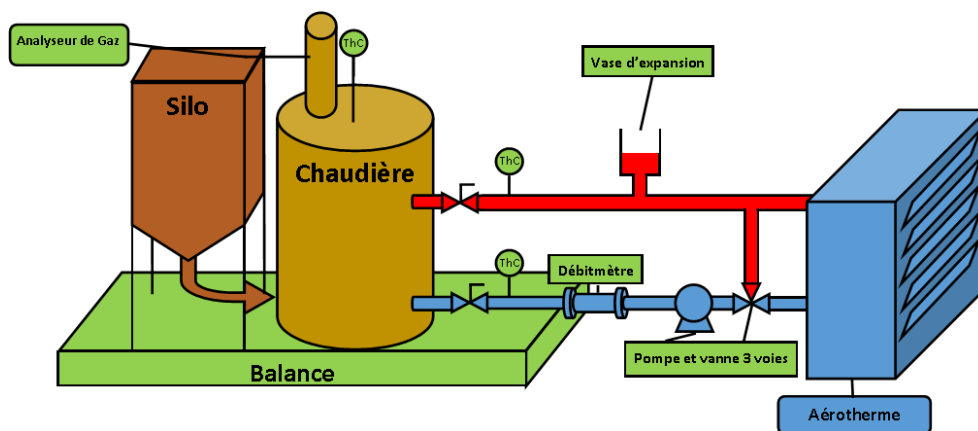 Analyseur de Gaz
ThC
Vase d'expansion
Silo
ThC
Chaudière
ThC
Débitmètre
Pompe et vanne 3 voies
Balance
Aérotherme